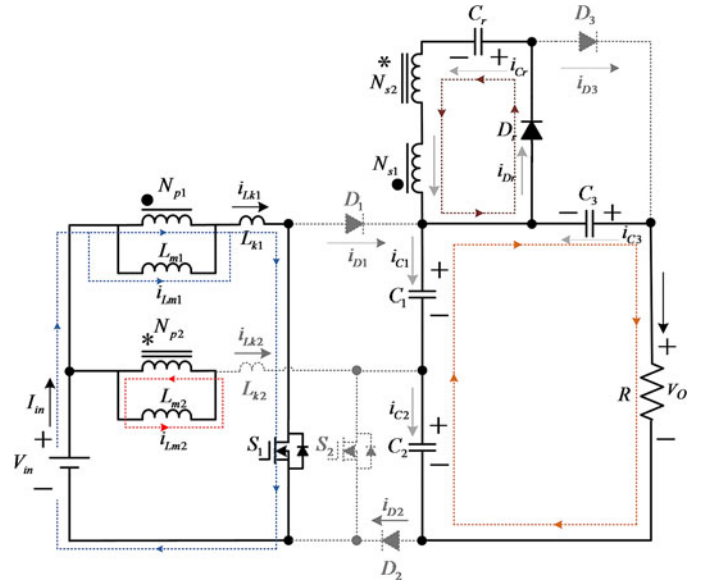 C_r
D_3
− +
i_Cr
i_D3
*
N_s2
D_r
N_s1
i_Dr
C_3
− +
i_C3
N_p1
i_Lk1
L_k1
D_1
i_D1
L_m1
i_Lm1
i_C1
+
C_1
−
N_p2
*
i_Lk2
L_k2
L_m2
i_Lm2
I_in
+
V_in
−
S_1
S_2
i_C2
+
C_2
−
R
+
V_O
−
i_D2
D_2